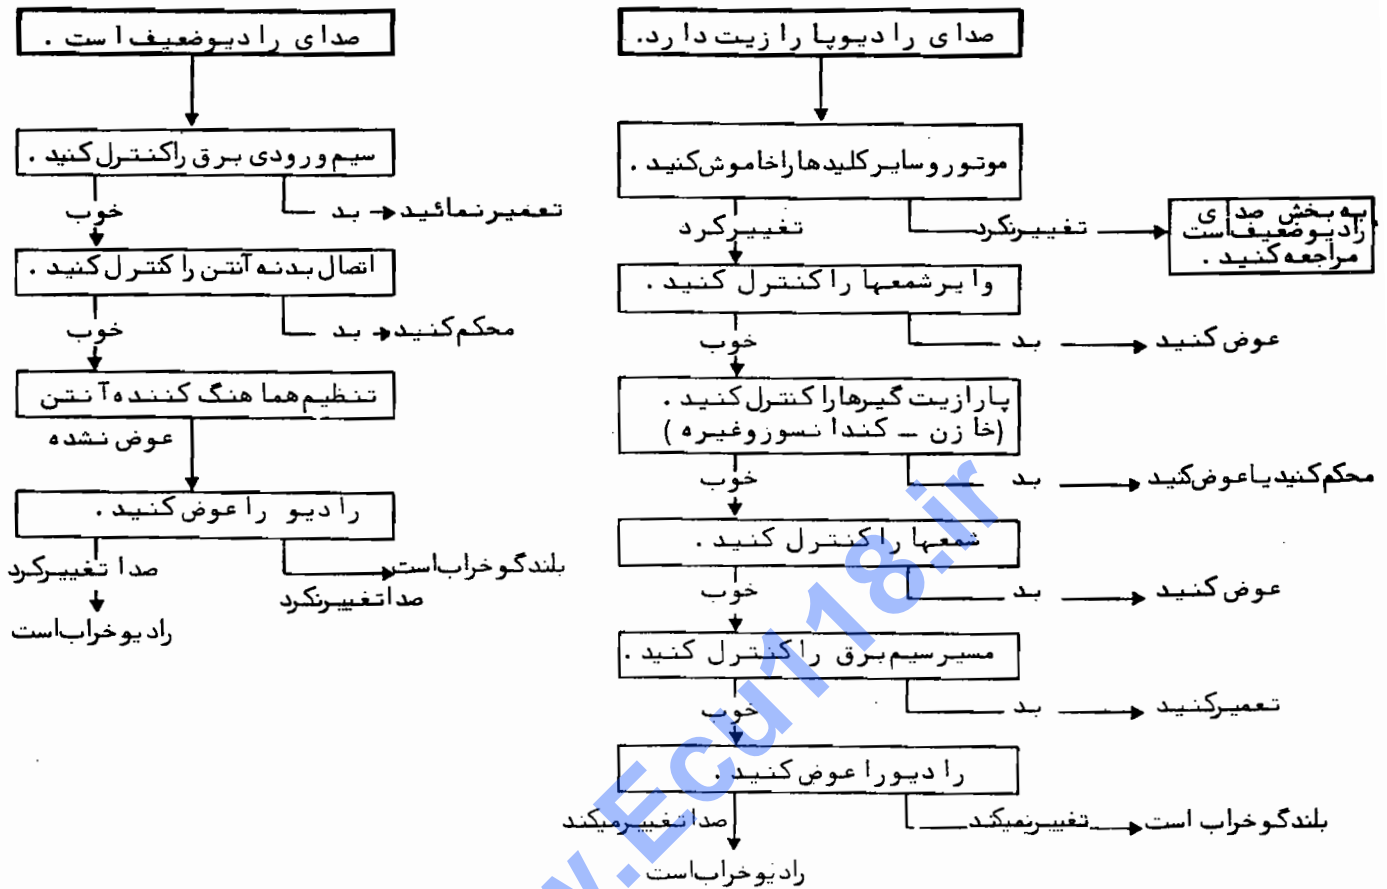 صدای رادیو پارازیت دارد.
موتور و سایر کلیدها را خاموش کنید .
تغییر کرد
تغییر نکرد
به بخش صدای
رادیو ضعیف است
مراجعه کنید .
وایر شمعها را کنترل کنید .
خوب
بد
عوض کنید
پارازیت گیرها را کنترل کنید .
(خازن – کندانسور و غیره )
خوب
بد
محکم کنید یا عوض کنید
شمعها را کنترل کنید .
خوب
بد
عوض کنید
مسیر سیم برق را کنترل کنید .
خوب
بد
تعمیر کنید
رادیو را عوض کنید .
صدا تغییر میکند
تغییر نمیکند
بلندگو خراب است
رادیو خراب است
صدای رادیو ضعیف است .
سیم ورودی برق را کنترل کنید .
خوب
بد
تعمیر نمائید
اتصال بدنه آنتن را کنترل کنید .
خوب
بد
محکم کنید
تنظیم هماهنگ کننده آنتن
عوض نشده
رادیو را عوض کنید .
صدا تغییر کرد
صدا تغییر نکرد
بلندگو خراب است
رادیو خراب است
w.Ecu118.ir